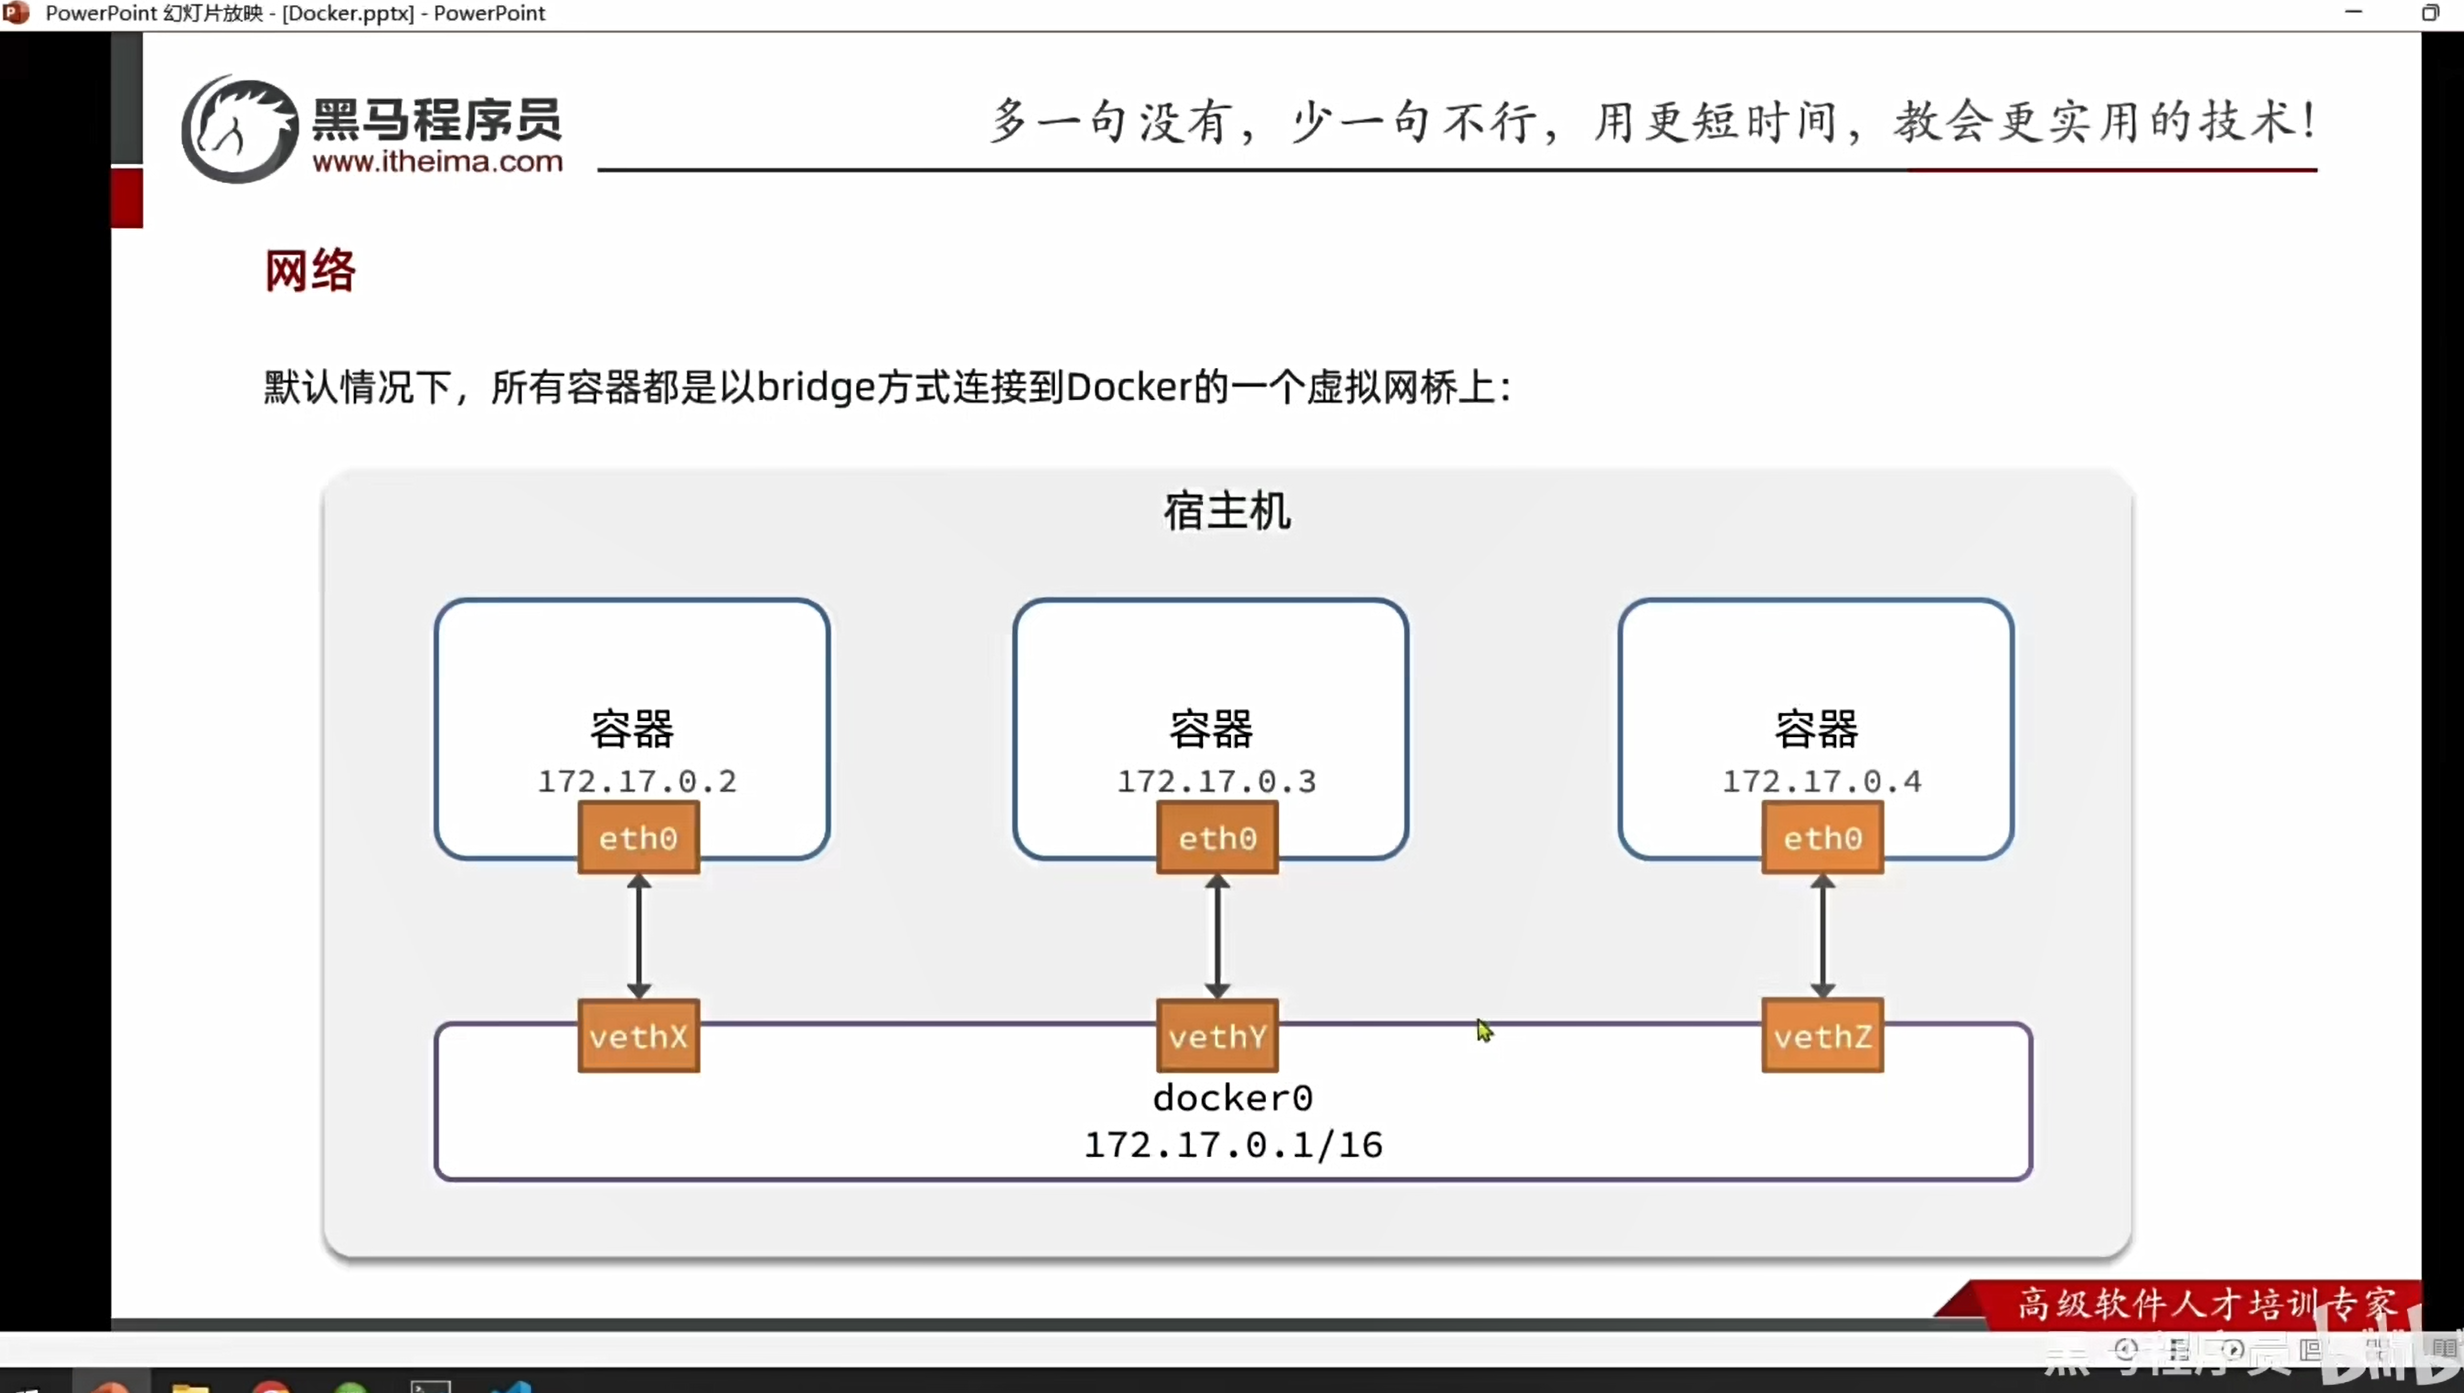 PowerPoint 幻灯片放映 - [Docker.pptx] - PowerPoint
黑马程序员
www.itheima.com
多一句没有，少一句不行，用更短时间，教会更实用的技术！
网络
默认情况下，所有容器都是以bridge方式连接到Docker的一个虚拟网桥上：
宿主机
容器 容器 容器
172.17.0.2 172.17.0.3 172.17.0.4
eth0 eth0 eth0
vethX vethY vethZ
docker0
172.17.0.1/16
高级软件人才培训专家
黑马程序员